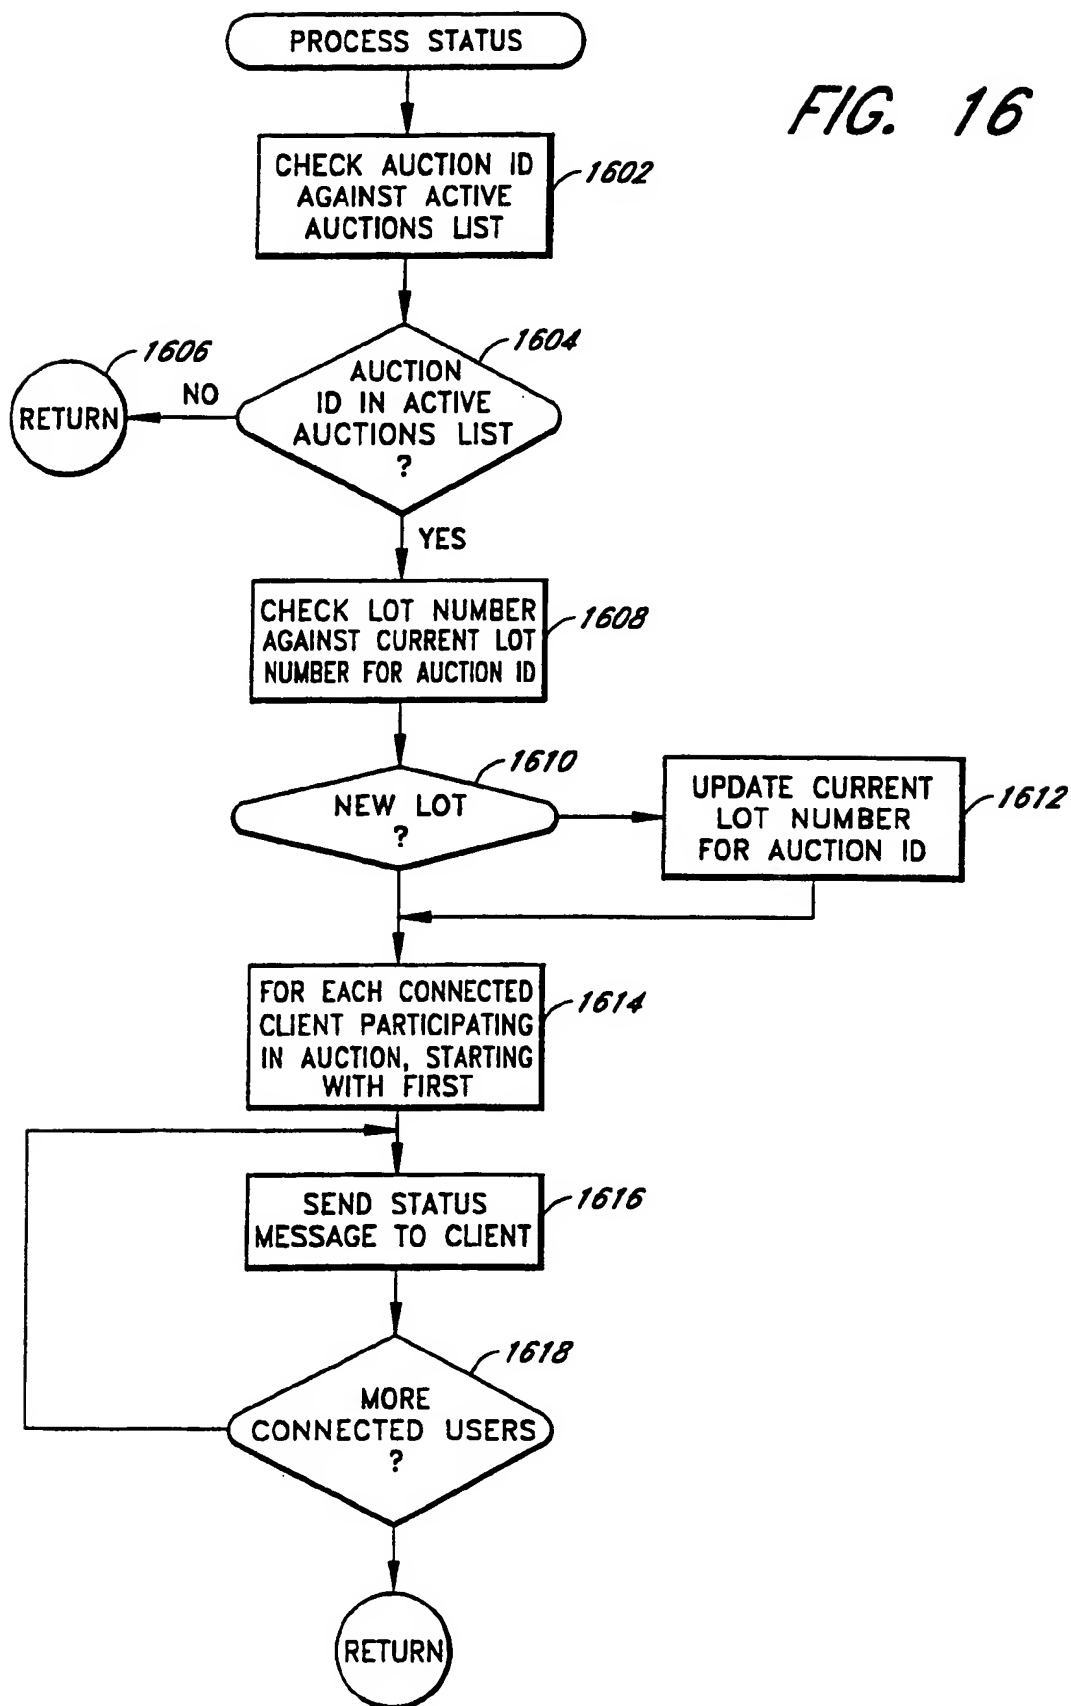 PROCESS STATUS
FIG. 16
CHECK AUCTION ID
AGAINST ACTIVE
AUCTIONS LIST
1602
1604
1606
AUCTION
ID IN ACTIVE
AUCTIONS LIST
?
NO
RETURN
YES
CHECK LOT NUMBER
AGAINST CURRENT LOT
NUMBER FOR AUCTION ID
1608
1610
NEW LOT
?
UPDATE CURRENT
LOT NUMBER
FOR AUCTION ID
1612
FOR EACH CONNECTED
CLIENT PARTICIPATING
IN AUCTION, STARTING
WITH FIRST
1614
SEND STATUS
MESSAGE TO CLIENT
1616
1618
MORE
CONNECTED USERS
?
RETURN